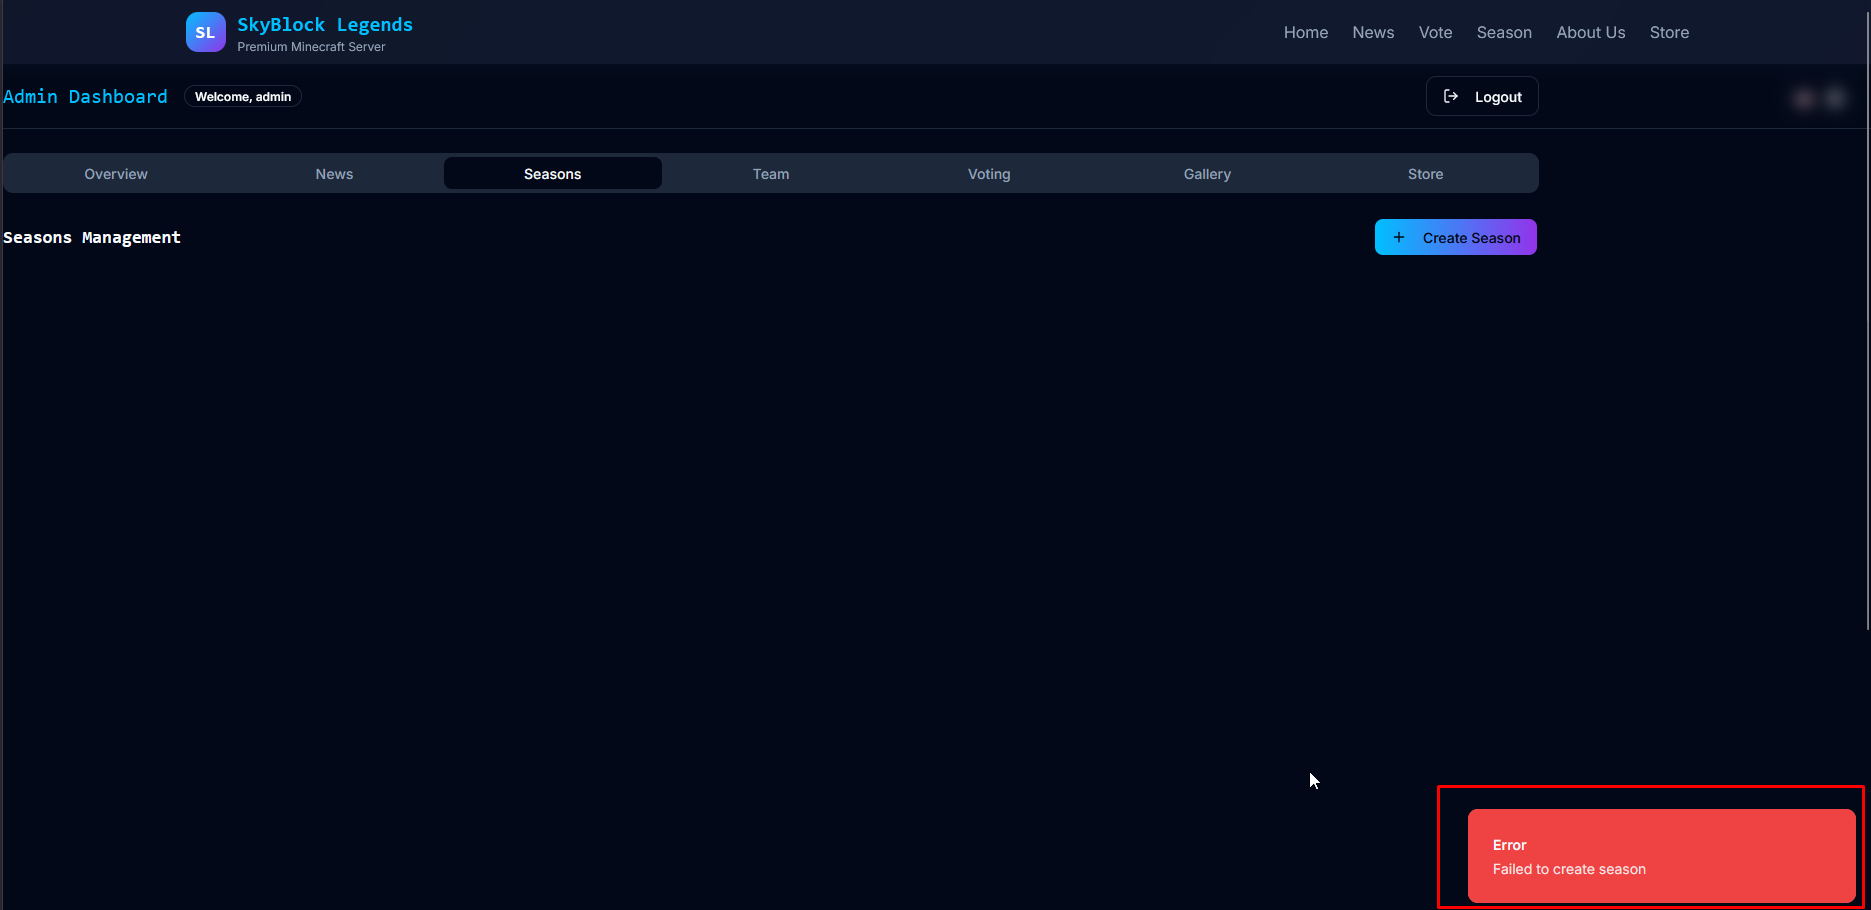 SL
SkyBlock Legends
Premium Minecraft Server
Home News Vote Season About Us Store
Admin Dashboard
Welcome, admin
Logout
Overview News Seasons Team Voting Gallery Store
Seasons Management
+ Create Season
Error
Failed to create season